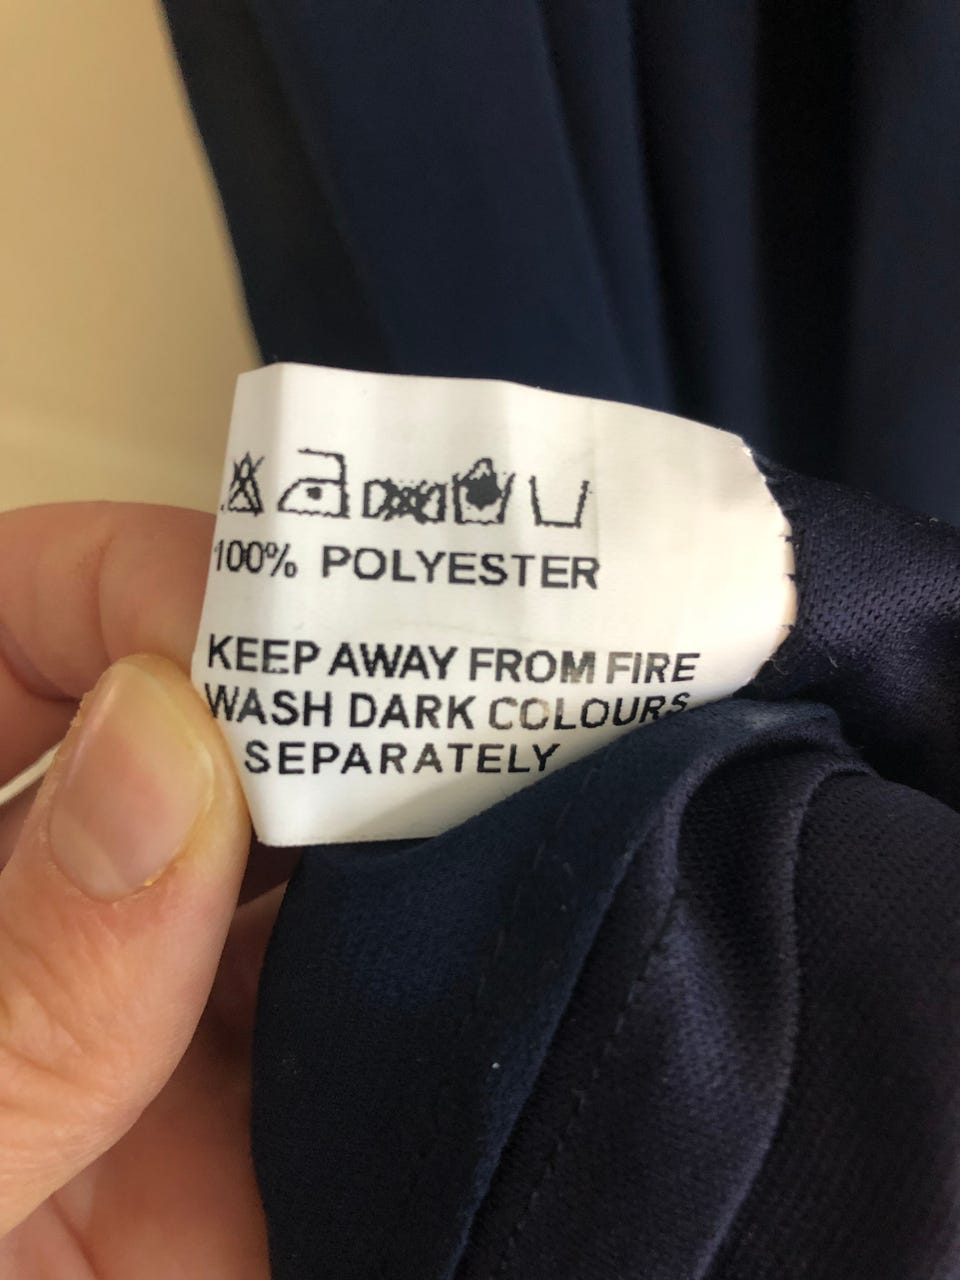 100% POLYESTER
KEEP AWAY FROM FIRE
WASH DARK COLOURS
SEPARATELY